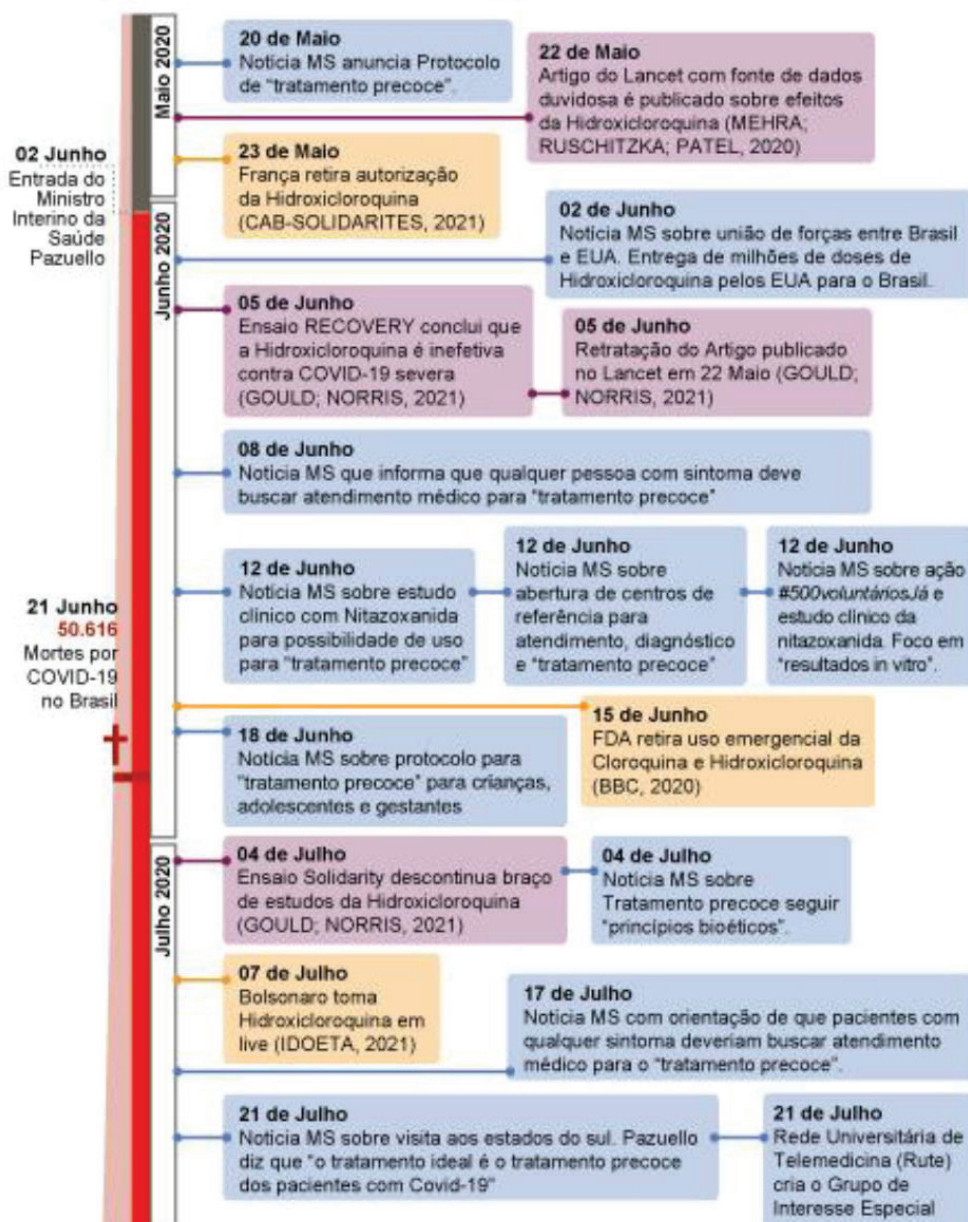 Maio 2020
20 de Maio
Notícia MS anuncia Protocolo
de "tratamento precoce".
22 de Maio
Artigo do Lancet com fonte de dados
duvidosa é publicado sobre efeitos
da Hidroxicloroquina (MEHRA;
RUSCHITZKA; PATEL, 2020)
23 de Maio
França retira autorização
da Hidroxicloroquina
(CAB-SOLIDARITES, 2021)
02 Junho
Entrada do
Ministro
Interino da
Saúde
Pazuello
Junho 2020
02 de Junho
Notícia MS sobre união de forças entre Brasil
e EUA. Entrega de milhões de doses de
Hidroxicloroquina pelos EUA para o Brasil.
05 de Junho
Ensaio RECOVERY conclui que
a Hidroxicloroquina é inefetiva
contra COVID-19 severa
(GOULD; NORRIS, 2021)
05 de Junho
Retratação do Artigo publicado
no Lancet em 22 Maio (GOULD;
NORRIS, 2021)
08 de Junho
Notícia MS que informa que qualquer pessoa com sintoma deve
buscar atendimento médico para "tratamento precoce"
12 de Junho
Notícia MS sobre estudo
clínico com Nitazoxanida
para possibilidade de uso
para "tratamento precoce"
12 de Junho
Notícia MS sobre
abertura de centros de
referência para
atendimento, diagnóstico
e "tratamento precoce"
12 de Junho
Notícia MS sobre ação
#500voluntáriosJá e
estudo clínico da
nitazoxanida. Foco em
"resultados in vitro".
21 Junho
50.616
Mortes por
COVID-19
no Brasil
15 de Junho
FDA retira uso emergencial da
Cloroquina e Hidroxicloroquina
(BBC, 2020)
18 de Junho
Notícia MS sobre protocolo para
"tratamento precoce" para crianças,
adolescentes e gestantes
Julho 2020
04 de Julho
Ensaio Solidarity descontinua braço
de estudos da Hidroxicloroquina
(GOULD; NORRIS, 2021)
04 de Julho
Notícia MS sobre
Tratamento precoce seguir
"princípios bioéticos".
07 de Julho
Bolsonaro toma
Hidroxicloroquina em
live (IDOETA, 2021)
17 de Julho
Notícia MS com orientação de que pacientes com
qualquer sintoma deveriam buscar atendimento
médico para o "tratamento precoce".
21 de Julho
Notícia MS sobre visita aos estados do sul. Pazuello
diz que "o tratamento ideal é o tratamento precoce
dos pacientes com Covid-19"
21 de Julho
Rede Universitária de
Telemedicina (Rute)
cria o Grupo de
Interesse Especial